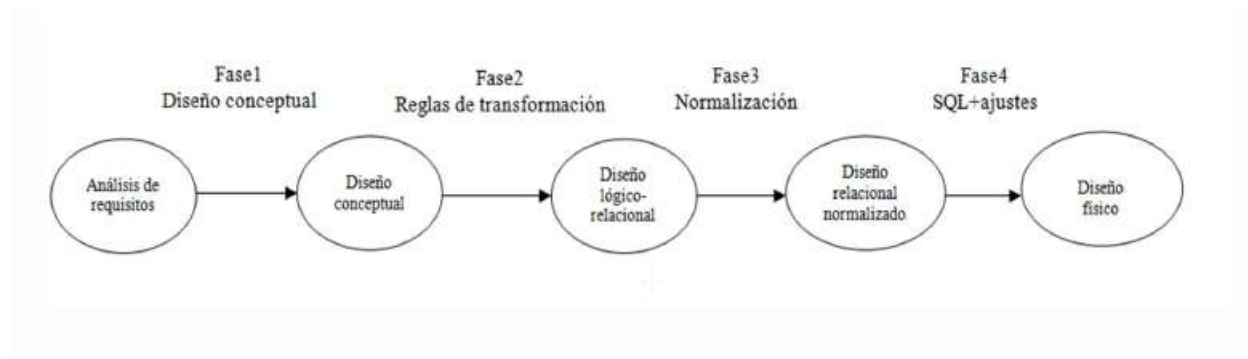 Fase1
Diseño conceptual
Fase2
Reglas de transformación
Fase3
Normalización
Fase4
SQL+ajustes
Análisis de
requisitos
Diseño
conceptual
Diseño
lógico-
relacional
Diseño
relacional
normalizado
Diseño
físico